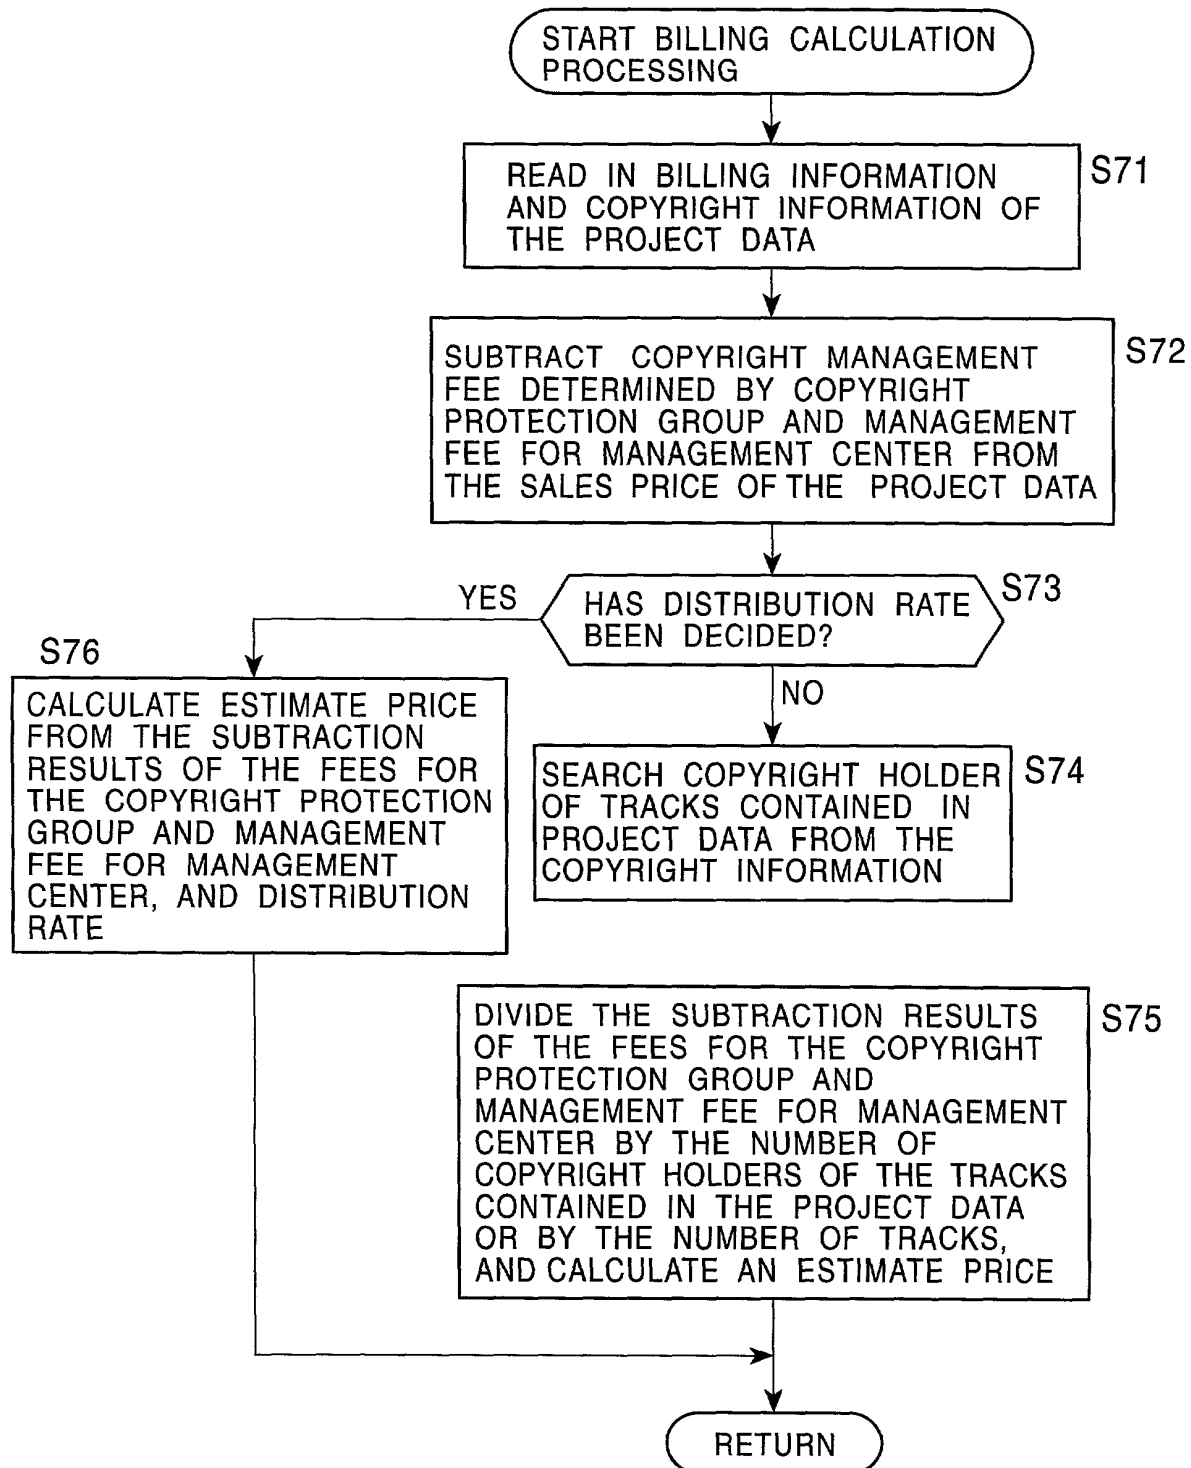 START BILLING CALCULATION
PROCESSING
S71
READ IN BILLING INFORMATION
AND COPYRIGHT INFORMATION OF
THE PROJECT DATA
S72
SUBTRACT COPYRIGHT MANAGEMENT
FEE DETERMINED BY COPYRIGHT
PROTECTION GROUP AND MANAGEMENT
FEE FOR MANAGEMENT CENTER FROM
THE SALES PRICE OF THE PROJECT DATA
S73
HAS DISTRIBUTION RATE
BEEN DECIDED?
YES
NO
S76
CALCULATE ESTIMATE PRICE
FROM THE SUBTRACTION
RESULTS OF THE FEES FOR
THE COPYRIGHT PROTECTION
GROUP AND MANAGEMENT
FEE FOR MANAGEMENT
CENTER, AND DISTRIBUTION
RATE
S74
SEARCH COPYRIGHT HOLDER
OF TRACKS CONTAINED IN
PROJECT DATA FROM THE
COPYRIGHT INFORMATION
S75
DIVIDE THE SUBTRACTION RESULTS
OF THE FEES FOR THE COPYRIGHT
PROTECTION GROUP AND
MANAGEMENT FEE FOR MANAGEMENT
CENTER BY THE NUMBER OF
COPYRIGHT HOLDERS OF THE TRACKS
CONTAINED IN THE PROJECT DATA
OR BY THE NUMBER OF TRACKS,
AND CALCULATE AN ESTIMATE PRICE
RETURN